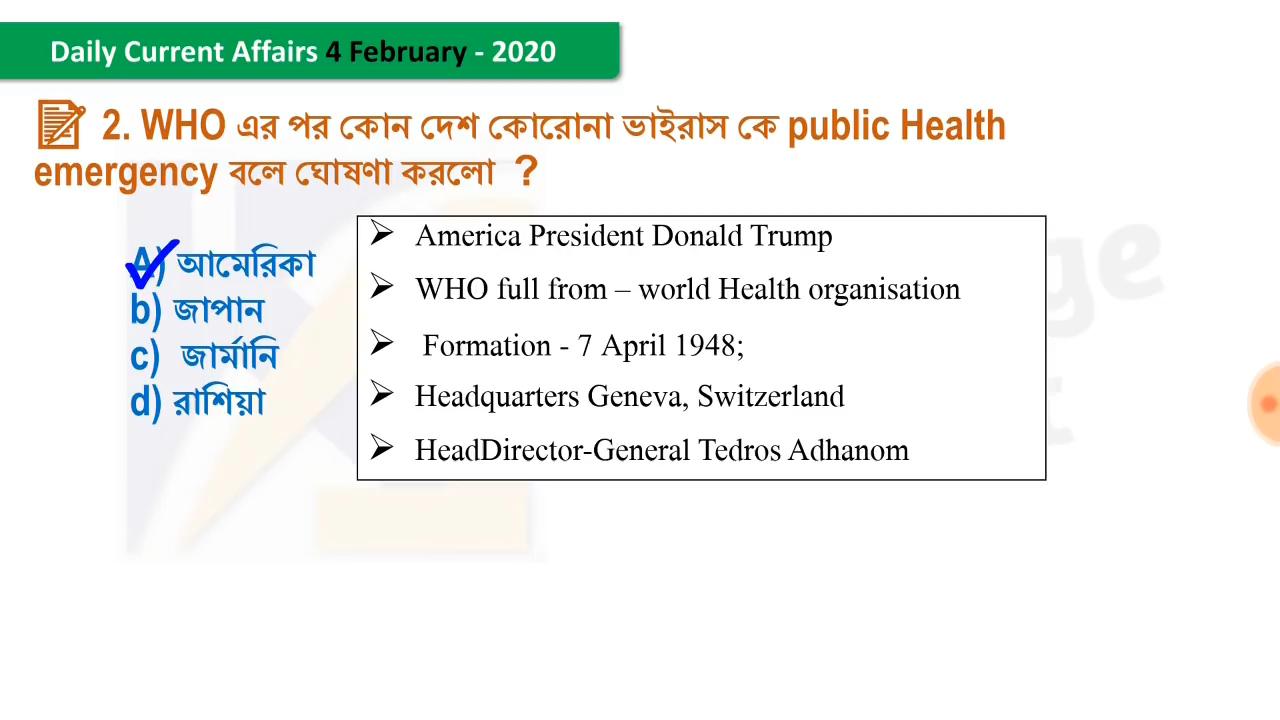 Daily Current Affairs 4 February - 2020
2. WHO এর পর কোন দেশ কোরোনা ভাইরাস কে public Health
emergency বলে ঘোষণা করলো ?
A) আমেরিকা
b) জাপান
c) জার্মানি
d) রাশিয়া
America President Donald Trump
WHO full from – world Health organisation
Formation - 7 April 1948;
Headquarters Geneva, Switzerland
HeadDirector-General Tedros Adhanom